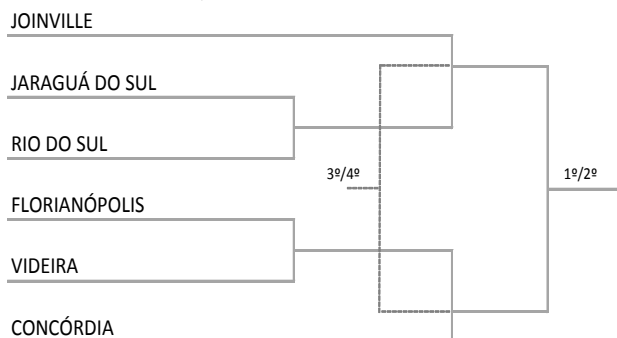 JOINVILLE
JARAGUÁ DO SUL
RIO DO SUL
3º/4º
1º/2º
FLORIANÓPOLIS
VIDEIRA
CONCÓRDIA